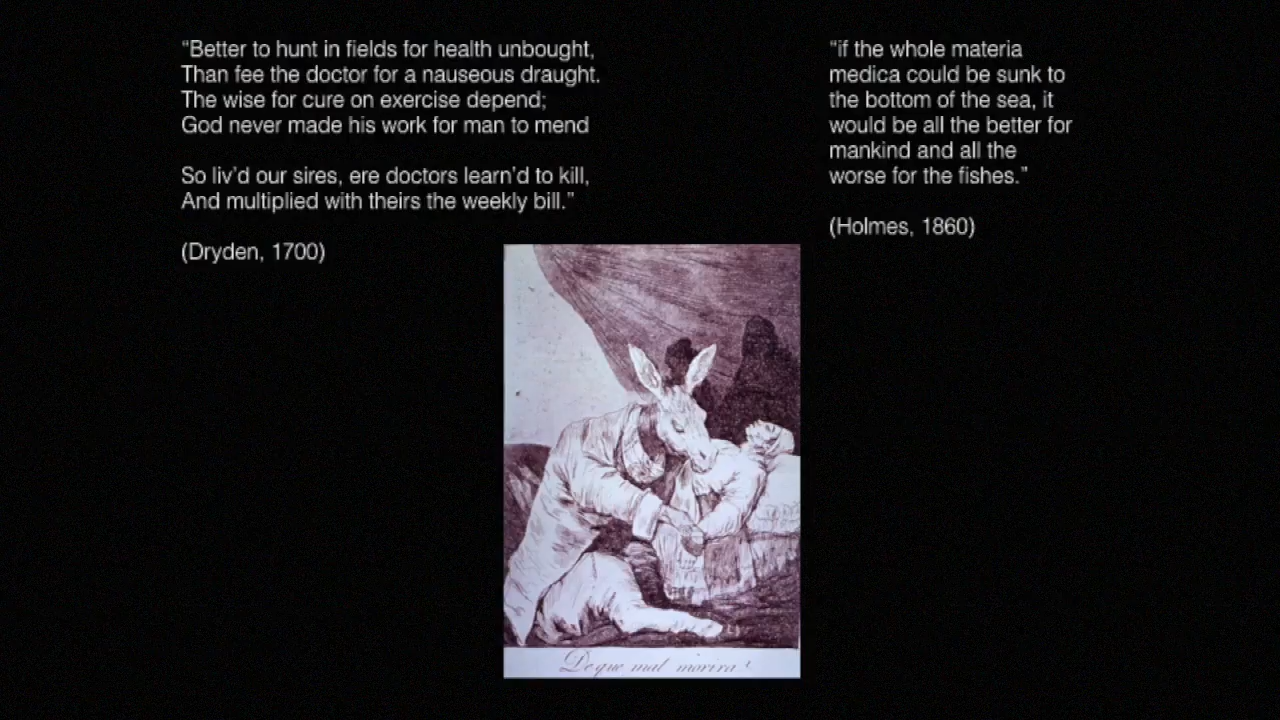 “Better to hunt in fields for health unbought,
Than fee the doctor for a nauseous draught.
The wise for cure on exercise depend;
God never made his work for man to mend
So liv’d our sires, ere doctors learn’d to kill,
And multiplied with theirs the weekly bill.”
(Dryden, 1700)
“if the whole materia
medica could be sunk to
the bottom of the sea, it
would be all the better for
mankind and all the
worse for the fishes.”
(Holmes, 1860)
De que mal morira?